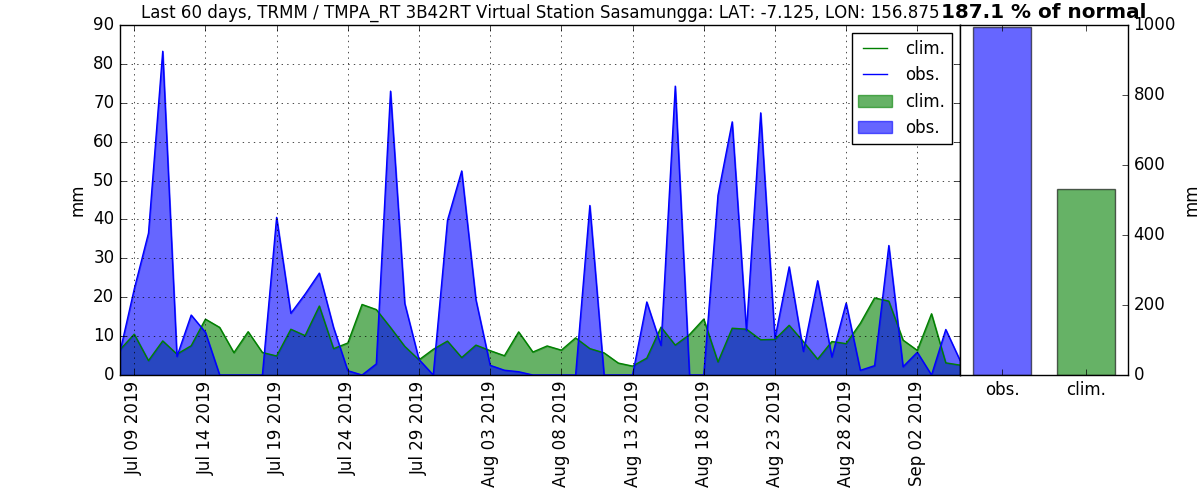 Last 60 days, TRMM / TMPA_RT 3B42RT Virtual Station Sasamungga: LAT: -7.125, LON: 156.875
187.1 % of normal
90
80
70
60
50
40
30
20
10
0
mm
clim.
obs.
clim.
obs.
Jul 09 2019
Jul 14 2019
Jul 19 2019
Jul 24 2019
Jul 29 2019
Aug 03 2019
Aug 08 2019
Aug 13 2019
Aug 18 2019
Aug 23 2019
Aug 28 2019
Sep 02 2019
1000
800
600
400
200
0
mm
obs.
clim.